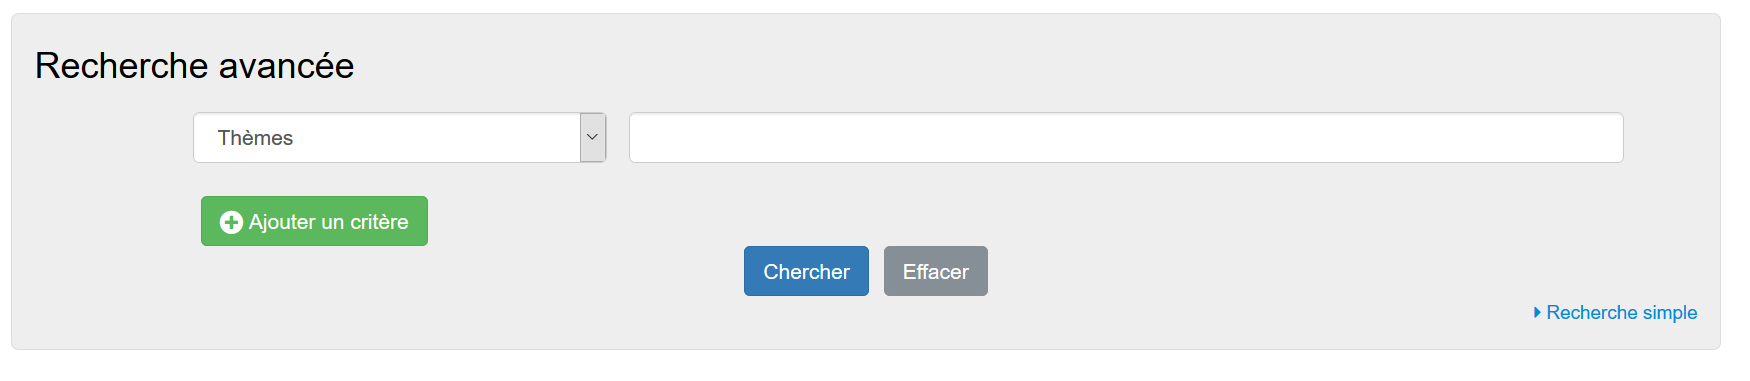 Recherche avancée
Thèmes
Ajouter un critère
Chercher Effacer
Recherche simple